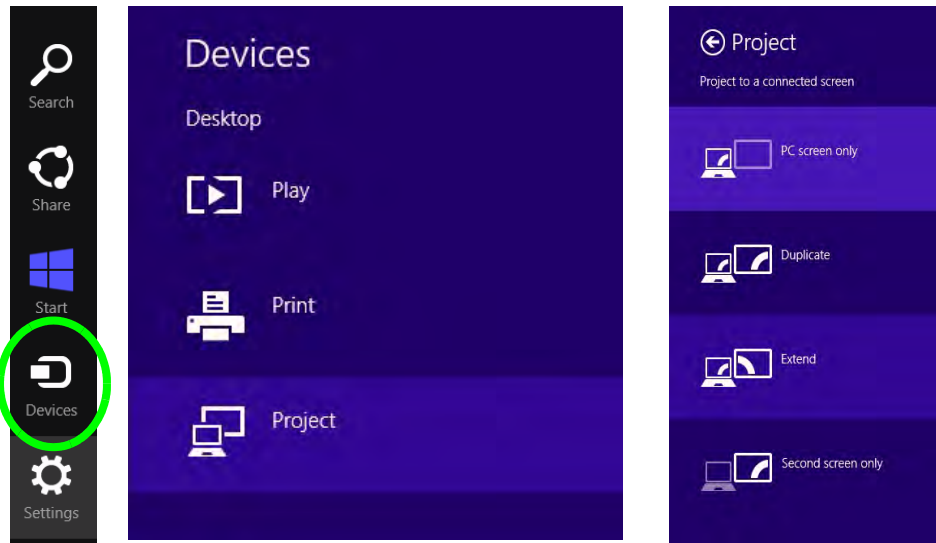 Search
Share
Start
Devices
Settings
Devices
Desktop
Play
Print
Project
Project
Project to a connected screen
PC screen only
Duplicate
Extend
Second screen only